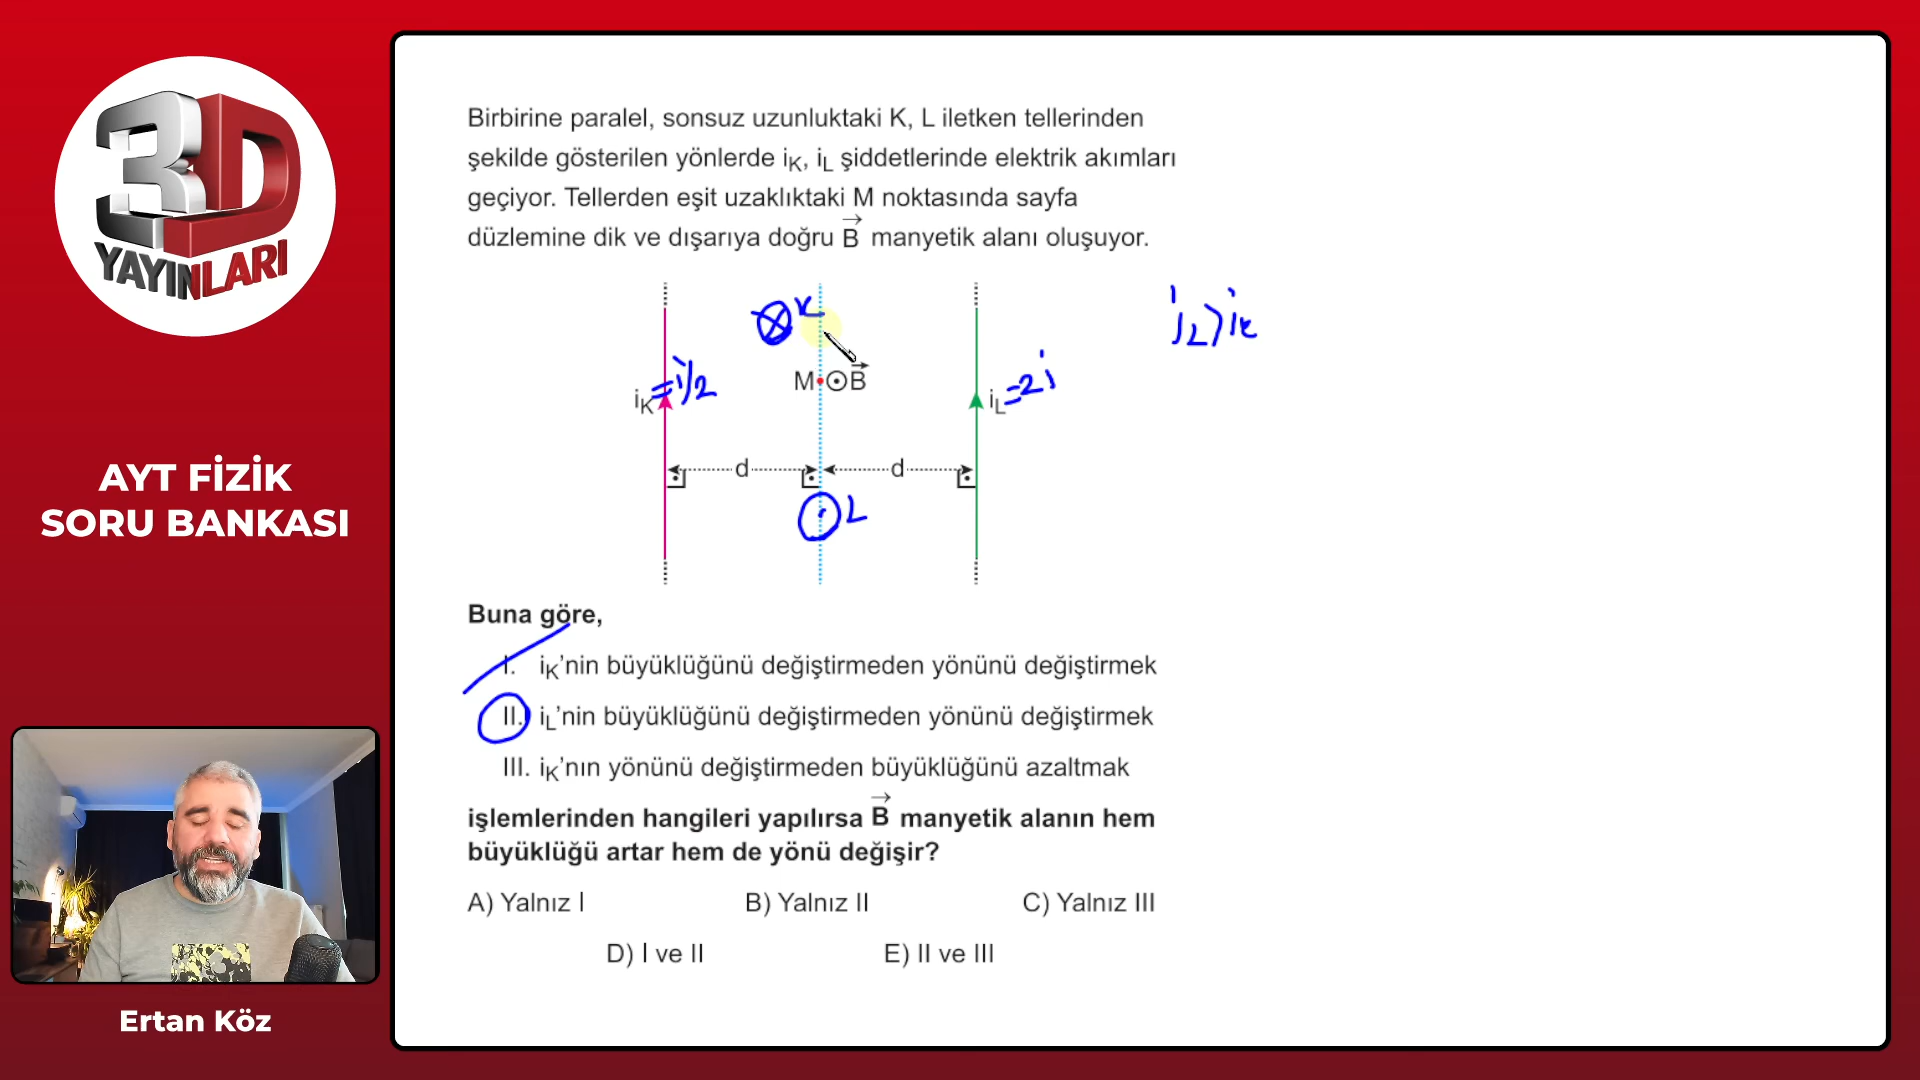 3D
YAYINLARI
AYT FİZİK
SORU BANKASI
Ertan Köz
Birbirine paralel, sonsuz uzunluktaki K, L iletken tellerinden
şekilde gösterilen yönlerde iK, iL şiddetlerinde elektrik akımları
geçiyor. Tellerden eşit uzaklıktaki M noktasında sayfa
düzlemine dik ve dışarıya doğru B manyetik alanı oluşuyor.
K
iL>iK
iK =i/2
M B
iL =2i
d d
L
Buna göre,
I. iK'nin büyüklüğünü değiştirmeden yönünü değiştirmek
II. iL'nin büyüklüğünü değiştirmeden yönünü değiştirmek
III. iK'nın yönünü değiştirmeden büyüklüğünü azaltmak
işlemlerinden hangileri yapılırsa B manyetik alanın hem
büyüklüğü artar hem de yönü değişir?
A) Yalnız I B) Yalnız II C) Yalnız III
D) I ve II E) II ve III